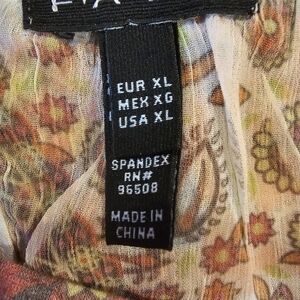 EUR XL
MEX XG
USA XL
SPANDEX
RN#
96508
MADE IN
CHINA